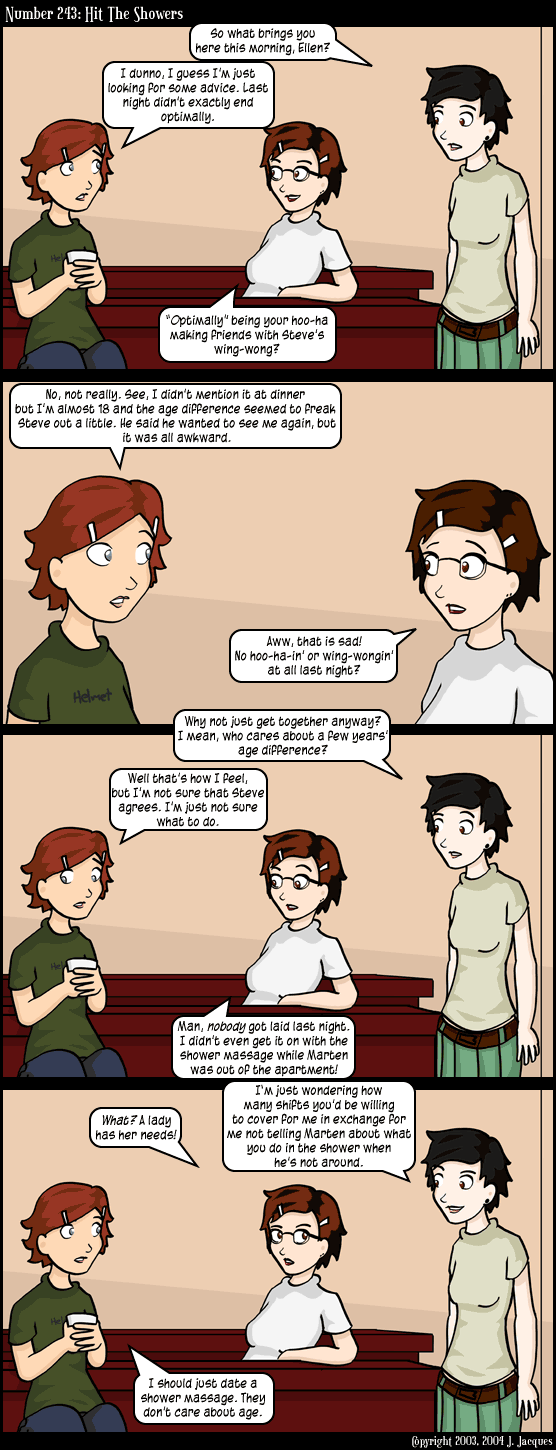 Number 243: Hit The Showers
So what brings you
here this morning, Ellen?
I dunno, I guess I'm just
looking for some advice. Last
night didn't exactly end
optimally.
"Optimally" being your hoo-ha
making friends with Steve's
wing-wong?
No, not really. See, I didn't mention it at dinner
but I'm almost 18 and the age difference seemed to freak
Steve out a little. He said he wanted to see me again, but
it was all awkward.
Helmet
Aww, that is sad!
No hoo-ha-in' or wing-wongin'
at all last night?
Why not just get together anyway?
I mean, who cares about a few years'
age difference?
Well that's how I feel,
but I'm not sure that Steve
agrees. I'm just not sure
what to do.
Hel
Man, nobody got laid last night.
I didn't even get it on with the
shower massage while Marten
was out of the apartment!
I'm just wondering how
many shifts you'd be willing
to cover for me in exchange for
me not telling Marten about what
you do in the shower when
he's not around.
What? A lady
has her needs!
Hel
I should just date a
shower massage. They
don't care about age.
Copyright 2003, 2004 J. Jacques